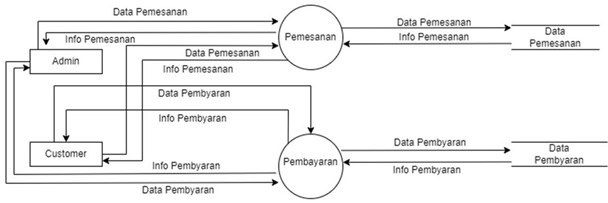 Data Pemesanan
Info Pemesanan
Admin
Pemesanan
Data Pemesanan
Info Pemesanan
Data Pemesanan
Info Pemesanan
Data
Pemesanan
Data Pembyaran
Info Pembyaran
Customer
Info Pembyaran
Data Pembyaran
Pembayaran
Data Pembyaran
Info Pembyaran
Data
Pembyaran